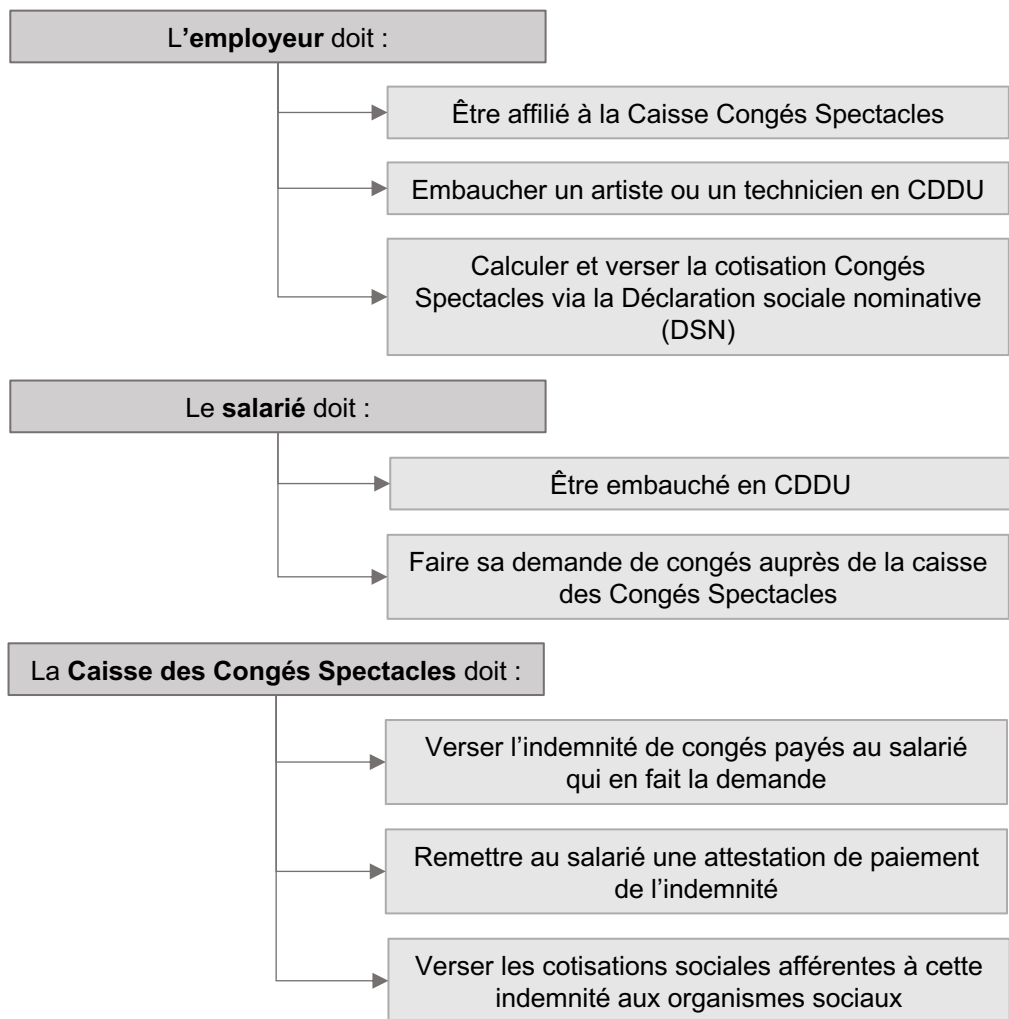 L'employeur doit :
Être affilié à la Caisse Congés Spectacles
Embaucher un artiste ou un technicien en CDDU
Calculer et verser la cotisation Congés
Spectacles via la Déclaration sociale nominative
(DSN)
Le salarié doit :
Être embauché en CDDU
Faire sa demande de congés auprès de la caisse
des Congés Spectacles
La Caisse des Congés Spectacles doit :
Verser l’indemnité de congés payés au salarié
qui en fait la demande
Remettre au salarié une attestation de paiement
de l’indemnité
Verser les cotisations sociales afférentes à cette
indemnité aux organismes sociaux